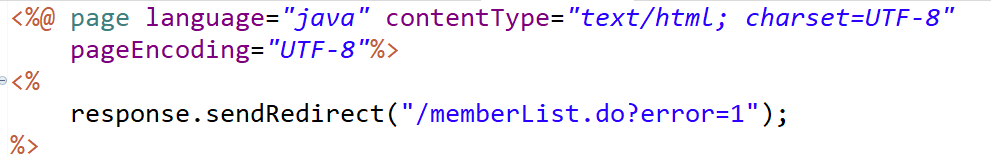 <%@ page language="java" contentType="text/html; charset=UTF-8"
    pageEncoding="UTF-8"%>
<%
    response.sendRedirect("/memberList.do?error=1");
%>